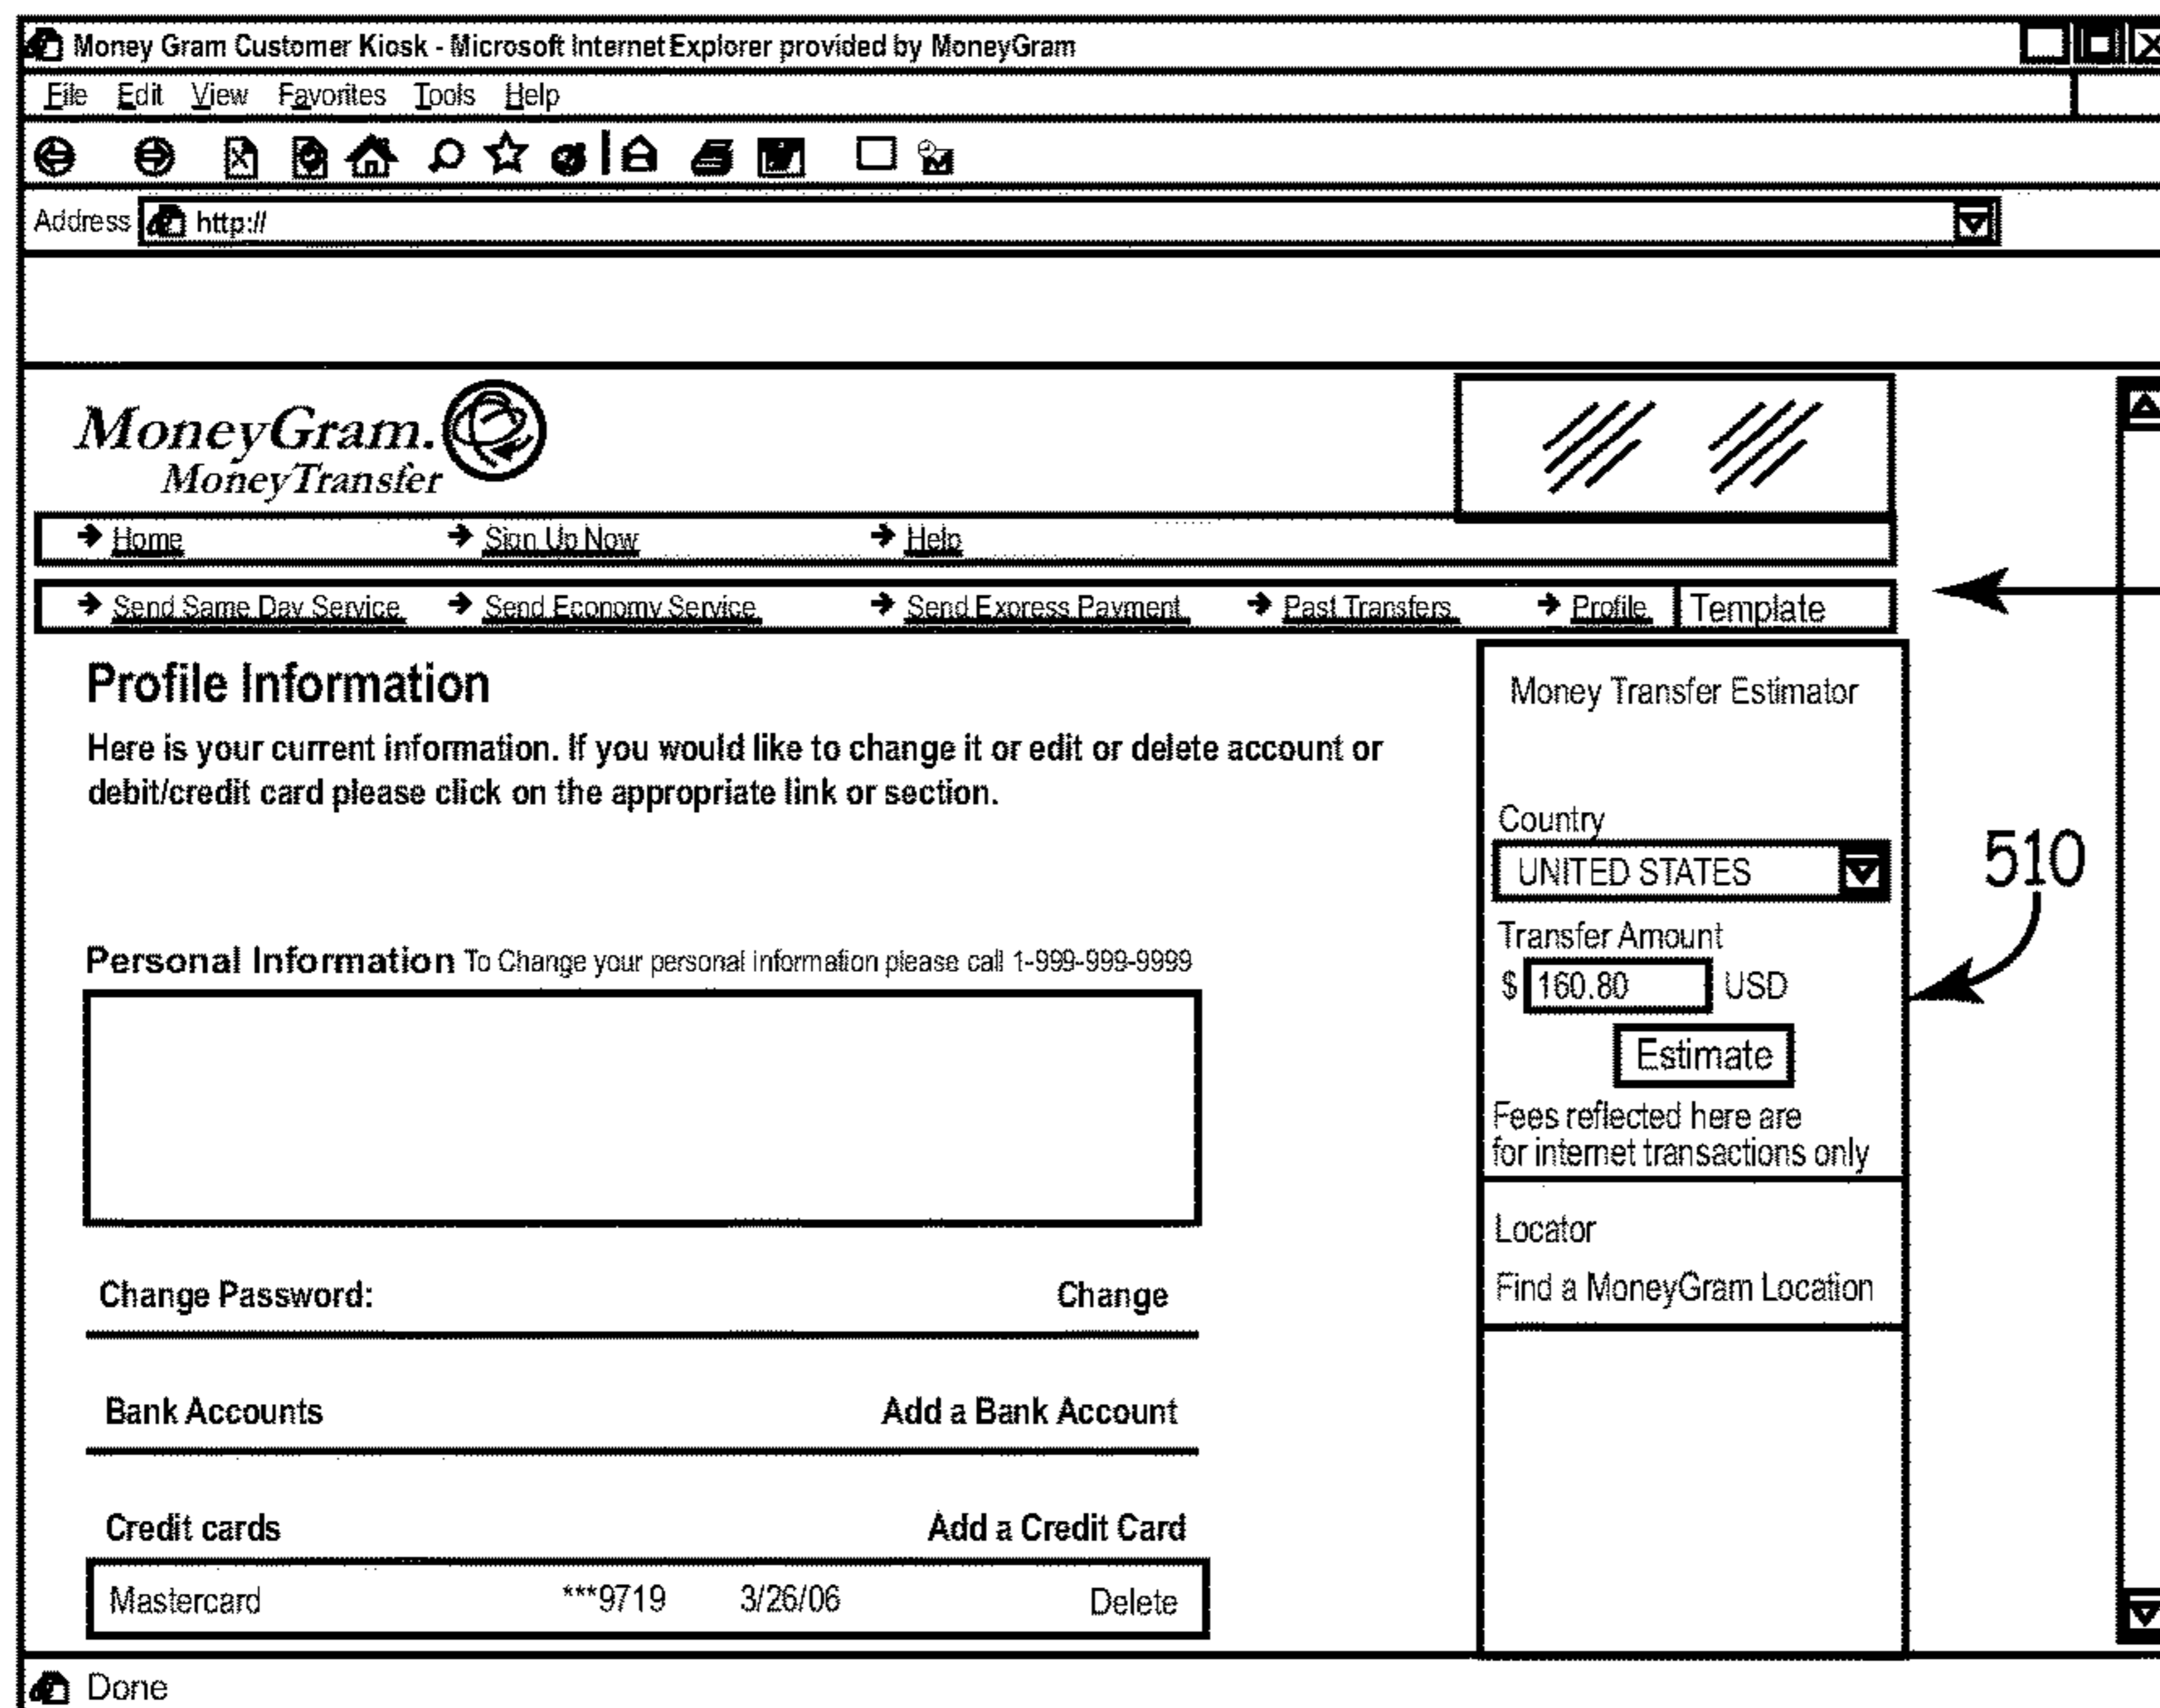 Money Gram Customer Kiosk - Microsoft Internet Explorer provided by MoneyGram
File Edit View Favorites Tools Help
Address http://
MoneyGram.
MoneyTransfer
Home Sign Up Now Help
Send Same Day Service Send Economy Service Send Express Payment Past Transfers Profile Template
Profile Information
Here is your current information. If you would like to change it or edit or delete account or
debit/credit card please click on the appropriate link or section.
Personal Information To Change your personal information please call 1-999-999-9999
Change Password: Change
Bank Accounts Add a Bank Account
Credit cards Add a Credit Card
Mastercard ***9719 3/26/06 Delete
Money Transfer Estimator
Country
UNITED STATES
Transfer Amount
$ 160.80 USD
Estimate
Fees reflected here are
for internet transactions only
Locator
Find a MoneyGram Location
510
Done